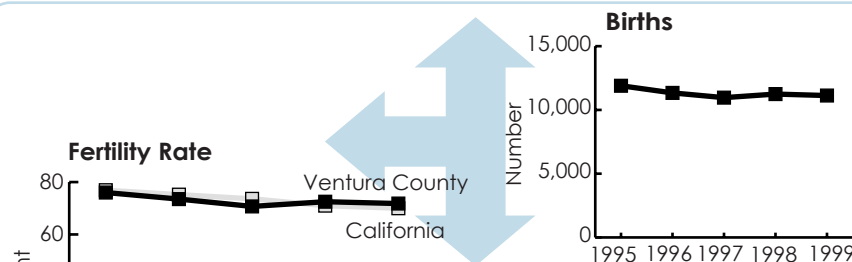 Births
15,000
10,000
Number
5,000
0
1995 1996 1997 1998 1999
Fertility Rate
80
Ventura County
California
60